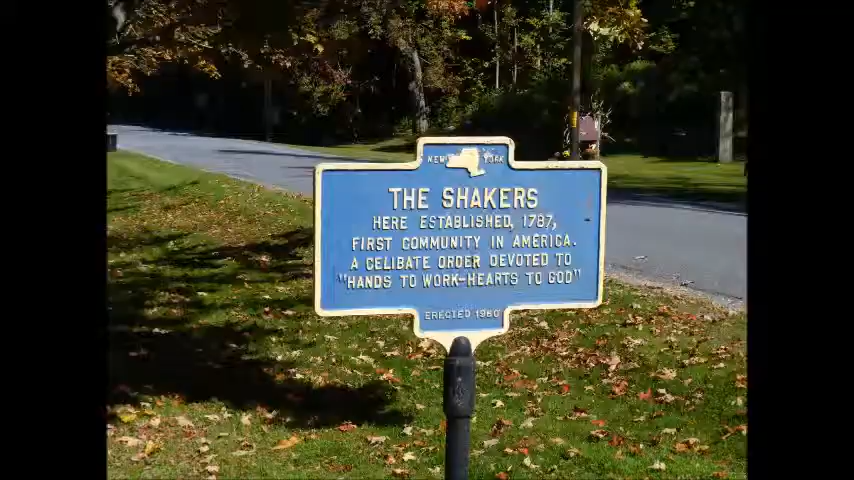 NEW YORK
THE SHAKERS
HERE ESTABLISHED, 1787,
FIRST COMMUNITY IN AMERICA.
A CELIBATE ORDER DEVOTED TO
"HANDS TO WORK-HEARTS TO GOD"
ERECTED 1980